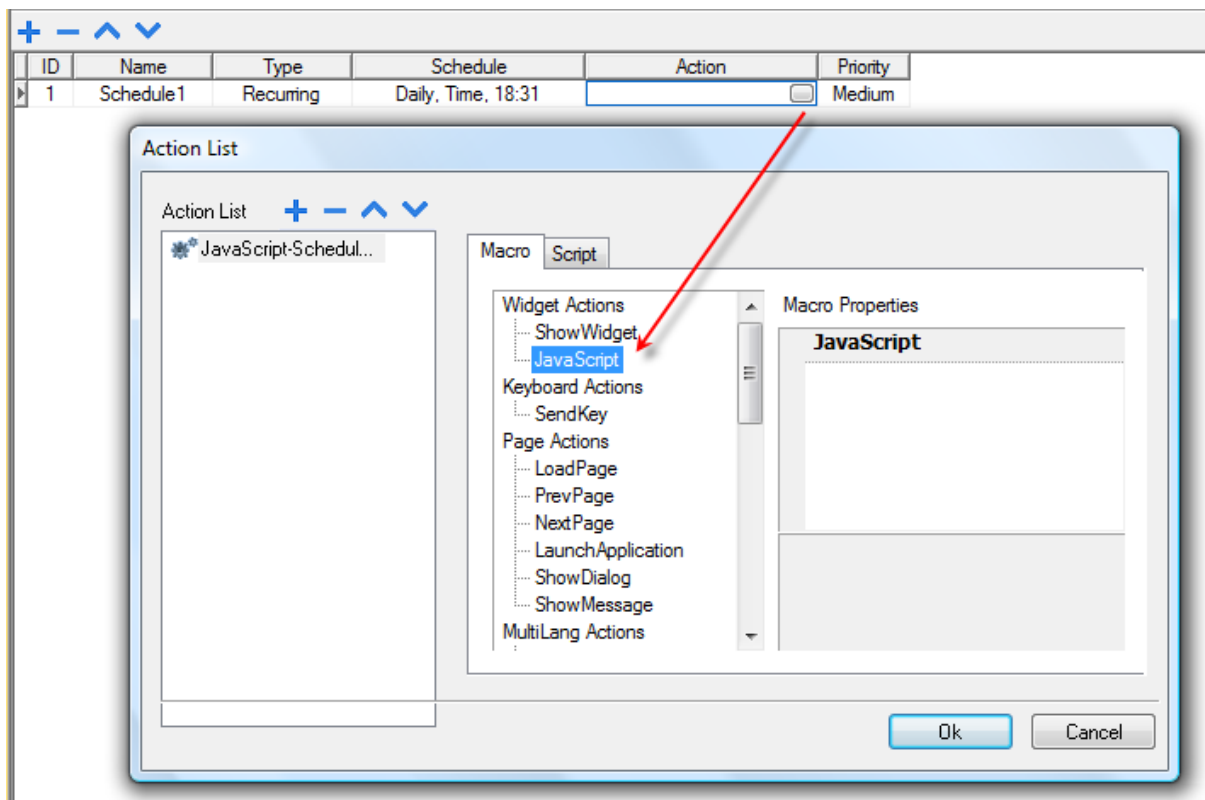 ID Name Type Schedule Action Priority
1 Schedule1 Recurring Daily, Time, 18:31 Medium
Action List
Action List
JavaScript-Schedul...
Macro Script
Widget Actions
ShowWidget
JavaScript
Keyboard Actions
SendKey
Page Actions
LoadPage
PrevPage
NextPage
LaunchApplication
ShowDialog
ShowMessage
MultiLang Actions
Macro Properties
JavaScript
Ok Cancel